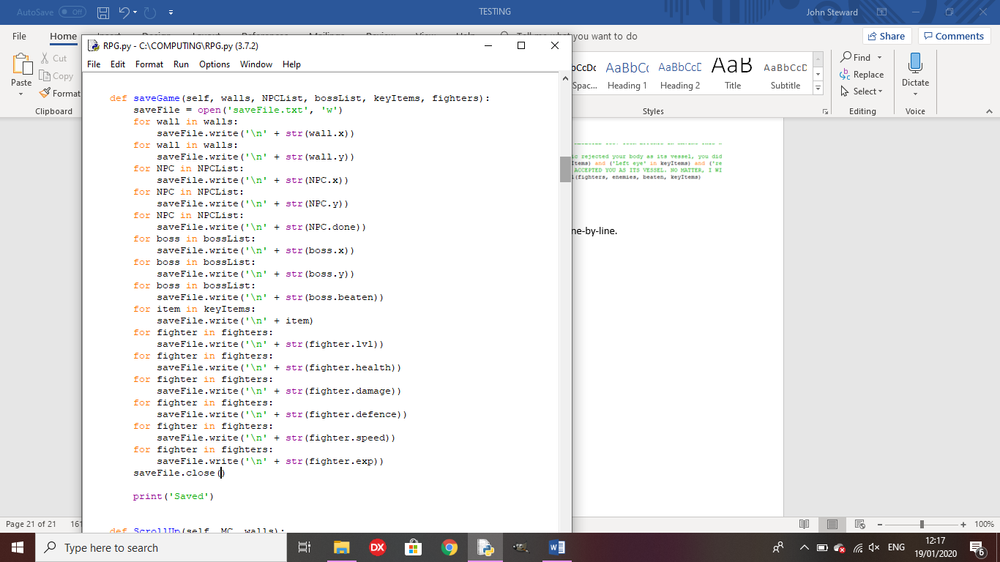 AutoSave Off TESTING John Steward
File Home Tell me what you want to do Share Comments
RPG.py - C:\COMPUTING\RPG.py (3.7.2)
File Edit Format Run Options Window Help
Paste
Cut
Copy
Format
Clipboard
AaBbCc AaBbCcC AaB AaBbCcD
Spac... Heading 1 Heading 2 Title Subtitle
Styles
Find
Replace
Select
Editing
Dictate
Voice
def saveGame(self, walls, NPCList, bossList, keyItems, fighters):
saveFile = open('saveFile.txt', 'w')
for wall in walls:
saveFile.write('\n' + str(wall.x))
for wall in walls:
saveFile.write('\n' + str(wall.y))
for NPC in NPCList:
saveFile.write('\n' + str(NPC.x))
for NPC in NPCList:
saveFile.write('\n' + str(NPC.y))
for NPC in NPCList:
saveFile.write('\n' + str(NPC.done))
for boss in bossList:
saveFile.write('\n' + str(boss.x))
for boss in bossList:
saveFile.write('\n' + str(boss.y))
for boss in bossList:
saveFile.write('\n' + str(boss.beaten))
for item in keyItems:
saveFile.write('\n' + item)
for fighter in fighters:
saveFile.write('\n' + str(fighter.lvl))
for fighter in fighters:
saveFile.write('\n' + str(fighter.health))
for fighter in fighters:
saveFile.write('\n' + str(fighter.damage))
for fighter in fighters:
saveFile.write('\n' + str(fighter.defence))
for fighter in fighters:
saveFile.write('\n' + str(fighter.speed))
for fighter in fighters:
saveFile.write('\n' + str(fighter.exp))
saveFile.close()
print('Saved')
def ScrollUp(self, MC, walls):
rejected your body as its vessel, you did
Items) and ('Left eye' in keyItems) and ('re
ACCEPTED YOU AS ITS VESSEL. NO MATTER, I WI
(fighters, enemies, beaten, keyItems)
ne-by-line.
Page 21 of 21 161 100%
Type here to search DX ENG 12:17
19/01/2020 6